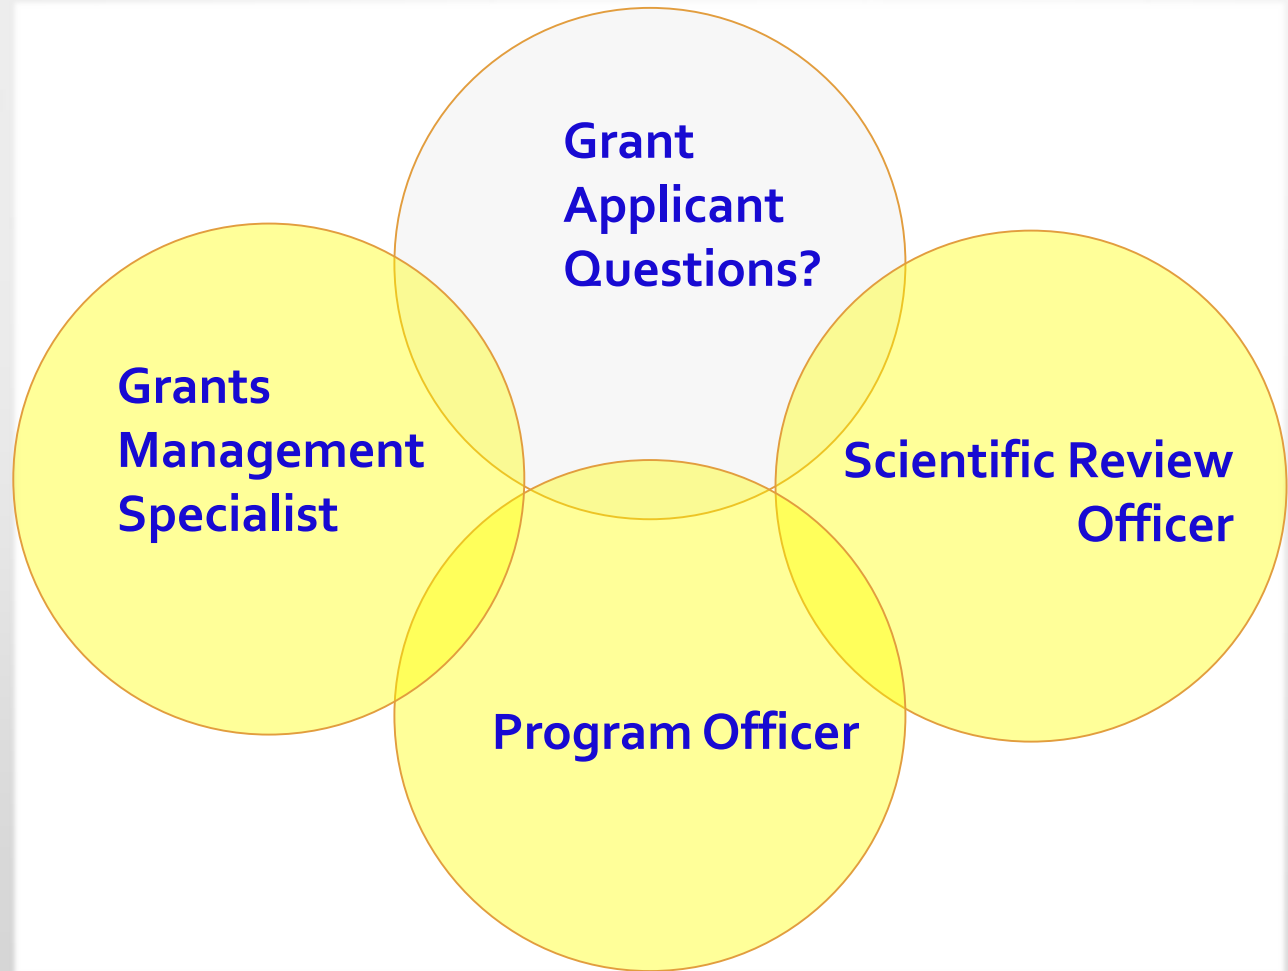 Grant
Applicant
Questions?
Grants
Management
Specialist
Scientific Review
Officer
Program Officer